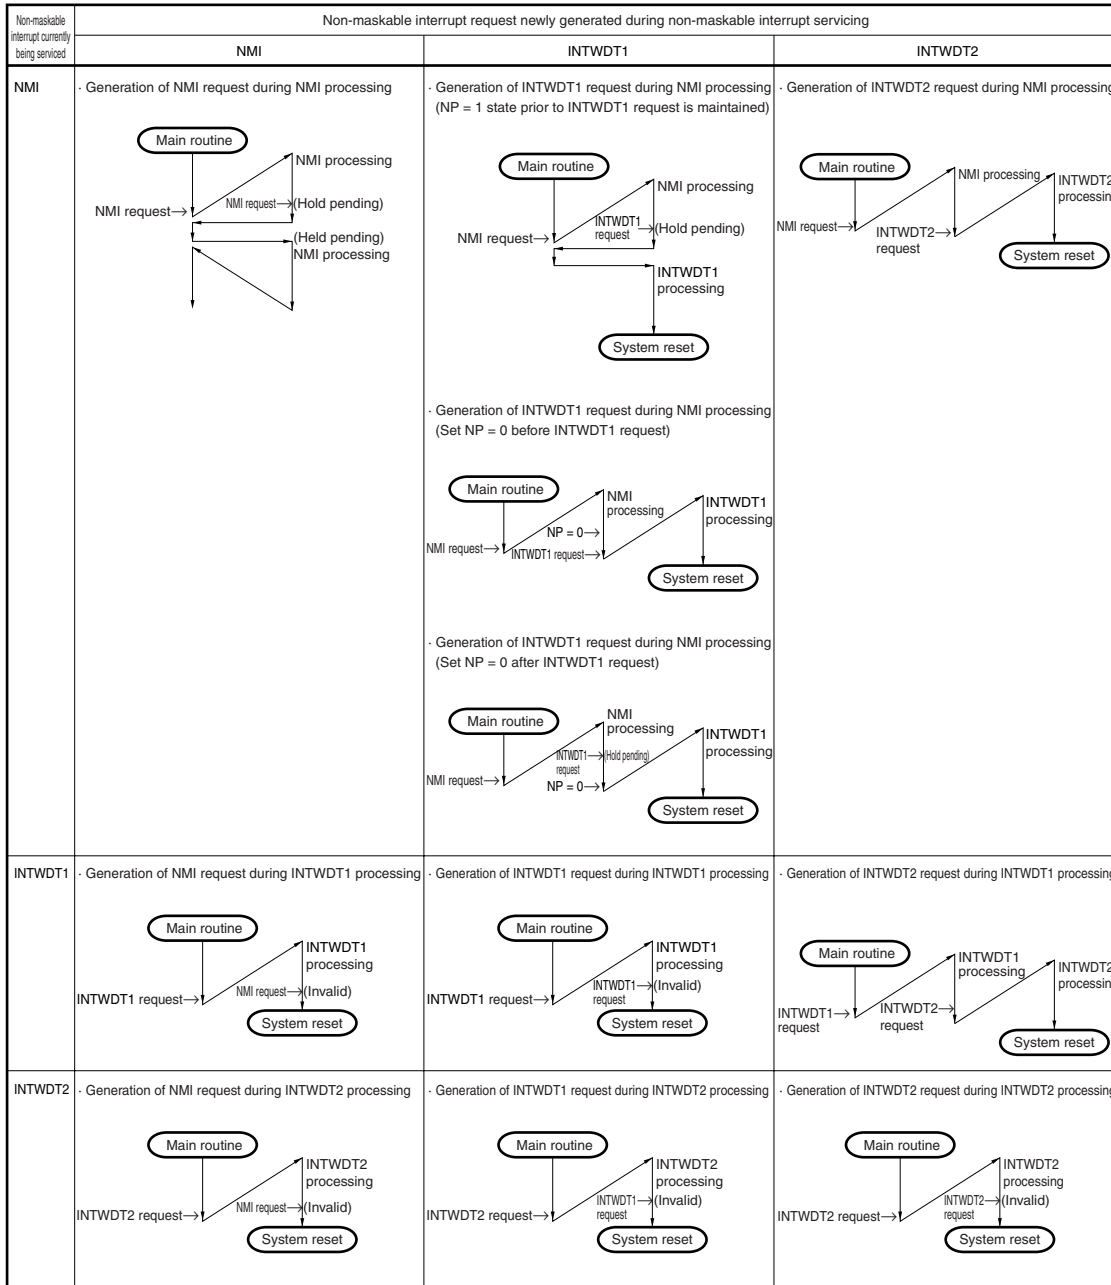 Non-maskable
interrupt currently
being serviced
Non-maskable interrupt request newly generated during non-maskable interrupt servicing
NMI
INTWDT1
INTWDT2
NMI
· Generation of NMI request during NMI processing
Main routine
NMI processing
NMI request→
NMI request→(Hold pending)
(Held pending)
NMI processing
· Generation of INTWDT1 request during NMI processing
(NP = 1 state prior to INTWDT1 request is maintained)
Main routine
NMI processing
NMI request→
INTWDT1
request
→(Hold pending)
INTWDT1
processing
System reset
· Generation of INTWDT1 request during NMI processing
(Set NP = 0 before INTWDT1 request)
Main routine
NMI
processing
INTWDT1
processing
NP = 0→
NMI request→
INTWDT1 request→
System reset
· Generation of INTWDT1 request during NMI processing
(Set NP = 0 after INTWDT1 request)
Main routine
NMI
processing
INTWDT1
processing
INTWDT1
request
→(Hold pending)
NMI request→
NP = 0→
System reset
· Generation of INTWDT2 request during NMI processing
Main routine
NMI processing
INTWDT2
processin
NMI request→
INTWDT2→
request
System reset
INTWDT1
· Generation of NMI request during INTWDT1 processing
Main routine
INTWDT1
processing
INTWDT1 request→
NMI request→(Invalid)
System reset
· Generation of INTWDT1 request during INTWDT1 processing
Main routine
INTWDT1
processing
INTWDT1 request→
INTWDT1→(Invalid)
request
System reset
· Generation of INTWDT2 request during INTWDT1 processing
Main routine
INTWDT1
processing
INTWDT2
processin
INTWDT1→
request
INTWDT2→
request
System reset
INTWDT2
· Generation of NMI request during INTWDT2 processing
Main routine
INTWDT2
processing
INTWDT2 request→
NMI request→(Invalid)
System reset
· Generation of INTWDT1 request during INTWDT2 processing
Main routine
INTWDT2
processing
INTWDT2 request→
INTWDT1→(Invalid)
request
System reset
· Generation of INTWDT2 request during INTWDT2 processing
Main routine
INTWDT2
processing
INTWDT2 request→
INTWDT2→(Invalid)
request
System reset